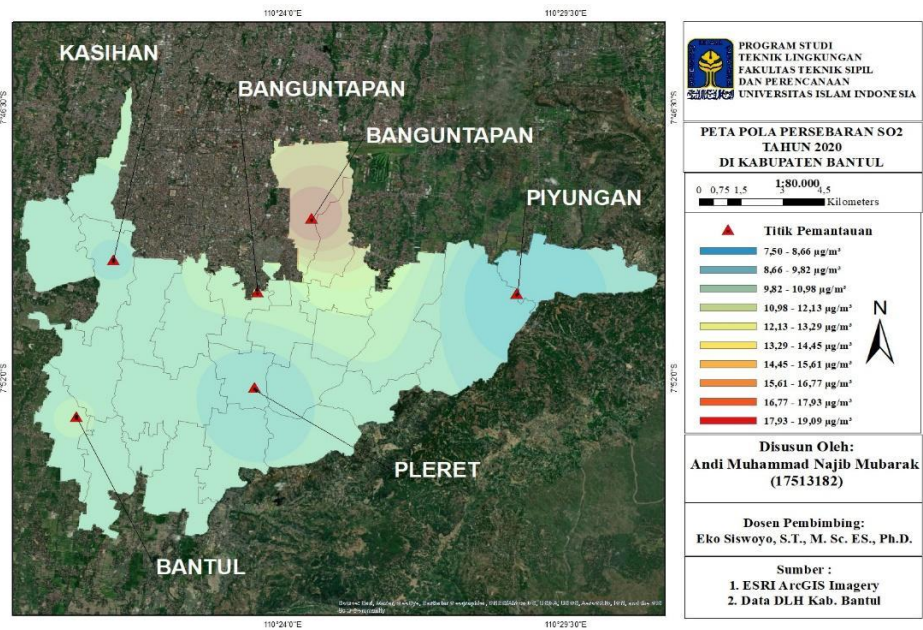 110°24'0"E
110°29'30"E
7°46'30"S
7°52'0"S
7°46'30"S
7°52'0"S
KASIHAN
BANGUNTAPAN
BANGUNTAPAN
PIYUNGAN
PLERET
BANTUL
110°24'0"E
110°29'30"E
PROGRAM STUDI
TEKNIK LINGKUNGAN
FAKULTAS TEKNIK SIPIL
DAN PERENCANAAN
UNIVERSITAS ISLAM INDONESIA
PETA POLA PERSEBARAN SO2
TAHUN 2020
DI KABUPATEN BANTUL
1:80.000
0 0,75 1,5 3 4,5
Kilometers
Titik Pemantauan
7,50 - 8,66 µg/m³
8,66 - 9,82 µg/m³
9,82 - 10,98 µg/m³
10,98 - 12,13 µg/m³
12,13 - 13,29 µg/m³
13,29 - 14,45 µg/m³
14,45 - 15,61 µg/m³
15,61 - 16,77 µg/m³
16,77 - 17,93 µg/m³
17,93 - 19,09 µg/m³
N
Disusun Oleh:
Andi Muhammad Najib Mubarak
(17513182)
Dosen Pembimbing:
Eko Siswoyo, S.T., M. Sc. ES., Ph.D.
Sumber :
1. ESRI ArcGIS Imagery
2. Data DLH Kab. Bantul